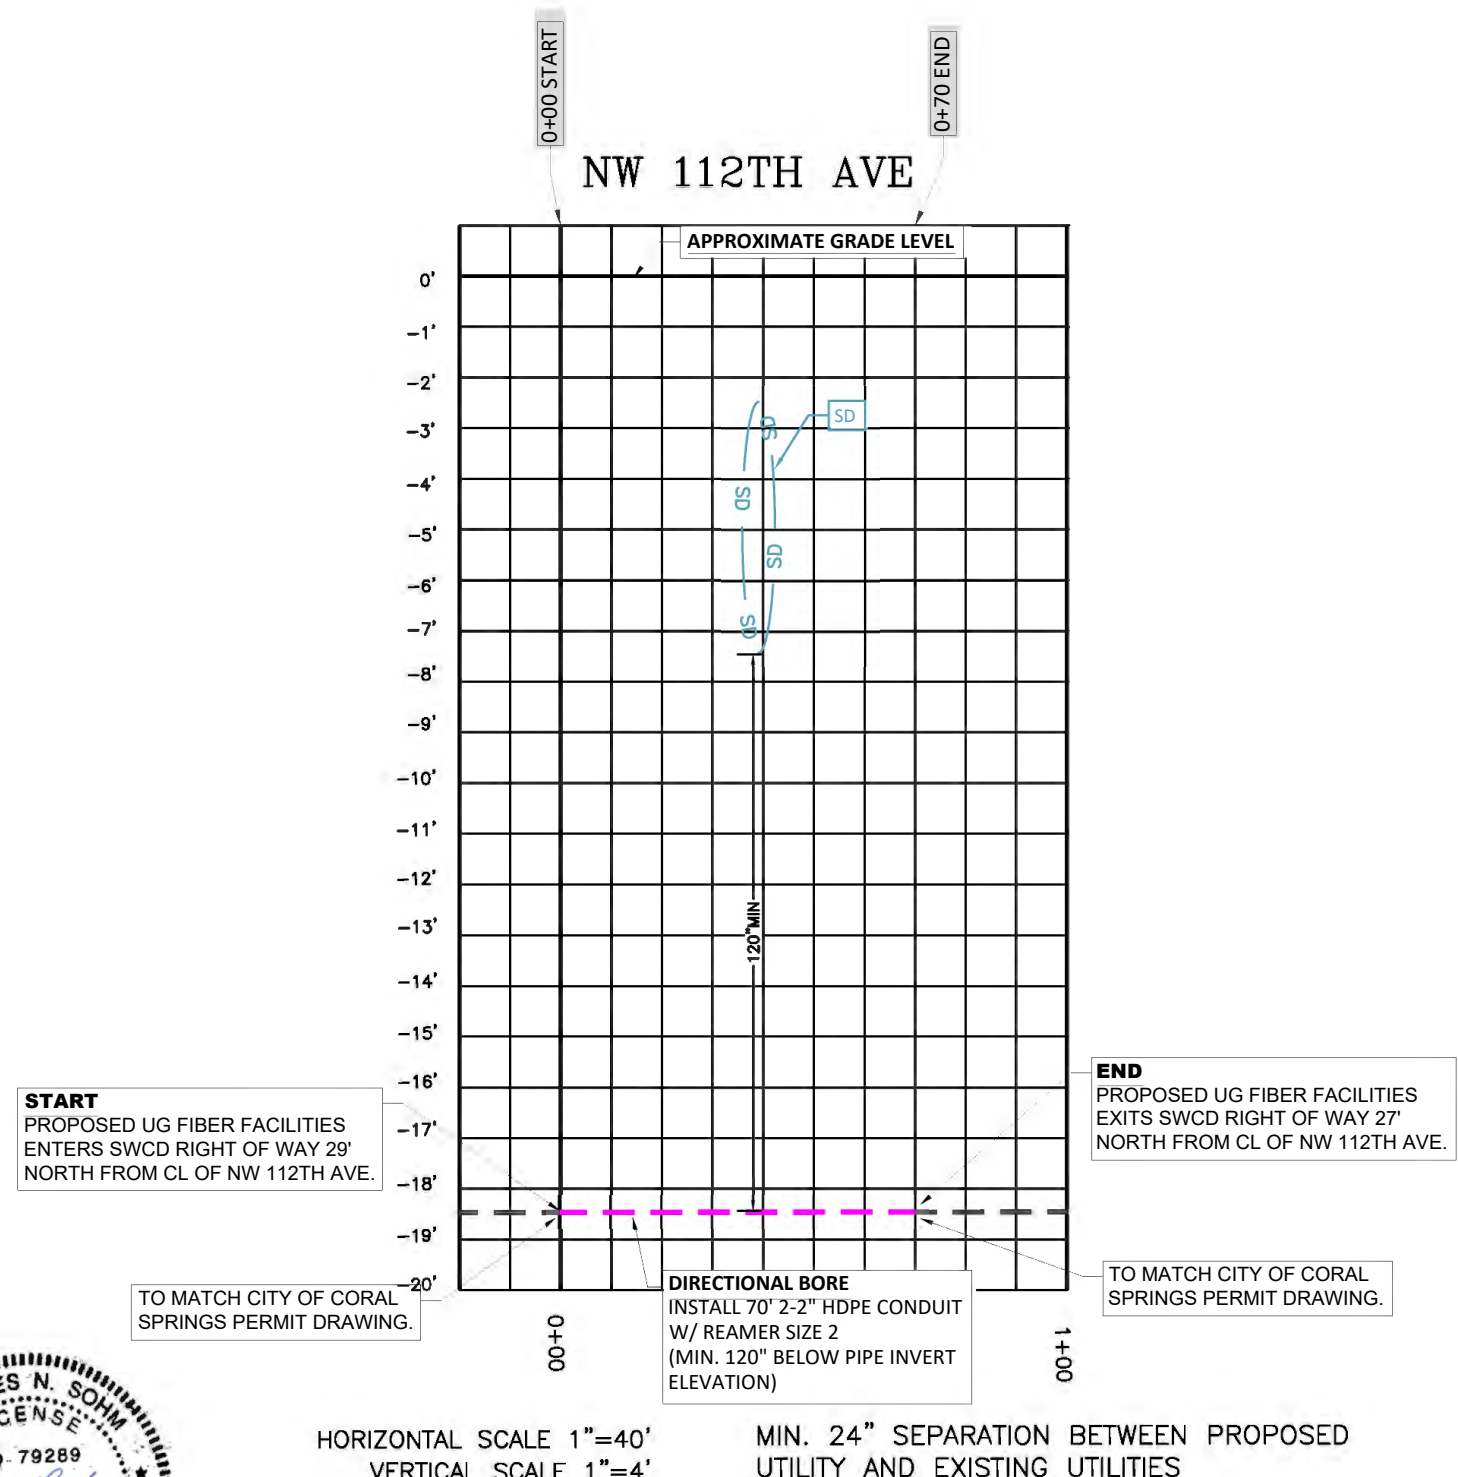 0+00 START
0+70 END
NW 112TH AVE
APPROXIMATE GRADE LEVEL
0'
-1'
-2'
-3'
-4'
-5'
-6'
-7'
-8'
-9'
-10'
-11'
-12'
-13'
-14'
-15'
-16'
-17'
-18'
-19'
-20'
SD
SD
SD
SD
SD
120"MIN
START
PROPOSED UG FIBER FACILITIES
ENTERS SWCD RIGHT OF WAY 29'
NORTH FROM CL OF NW 112TH AVE.
END
PROPOSED UG FIBER FACILITIES
EXITS SWCD RIGHT OF WAY 27'
NORTH FROM CL OF NW 112TH AVE.
TO MATCH CITY OF CORAL
SPRINGS PERMIT DRAWING.
DIRECTIONAL BORE
INSTALL 70' 2-2" HDPE CONDUIT
W/ REAMER SIZE 2
(MIN. 120" BELOW PIPE INVERT
ELEVATION)
TO MATCH CITY OF CORAL
SPRINGS PERMIT DRAWING.
0+00
1+00
N. SOHM
79289
HORIZONTAL SCALE 1"=40'
VERTICAL SCALE 1"=4'
MIN. 24" SEPARATION BETWEEN PROPOSED
UTILITY AND EXISTING UTILITIES